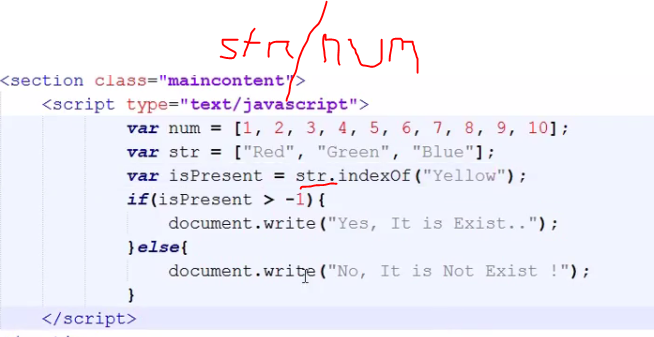 str/num
<section class="maincontent">
<script type="text/javascript">
var num = [1, 2, 3, 4, 5, 6, 7, 8, 9, 10];
var str = ["Red", "Green", "Blue"];
var isPresent = str.indexOf("Yellow");
if(isPresent > -1){
document.write("Yes, It is Exist..");
}else{
document.write("No, It is Not Exist !");
}
</script>